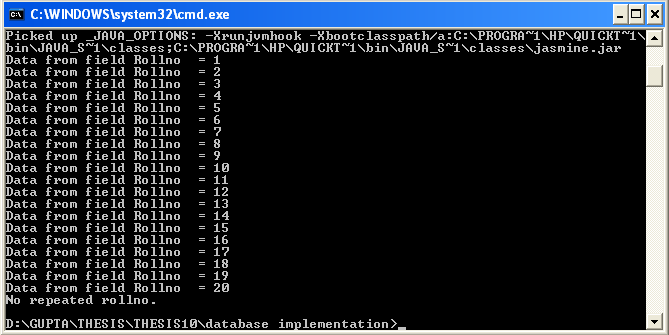 C:\WINDOWS\system32\cmd.exe
Picked up _JAVA_OPTIONS: -Xrunjvmhook -Xbootclasspath/a:C:\PROGRA~1\HP\QUICKT~1\
bin\JAVA_S~1\classes;C:\PROGRA~1\HP\QUICKT~1\bin\JAVA_S~1\classes\jasmine.jar
Data from field Rollno  = 1
Data from field Rollno  = 2
Data from field Rollno  = 3
Data from field Rollno  = 4
Data from field Rollno  = 5
Data from field Rollno  = 6
Data from field Rollno  = 7
Data from field Rollno  = 8
Data from field Rollno  = 9
Data from field Rollno  = 10
Data from field Rollno  = 11
Data from field Rollno  = 12
Data from field Rollno  = 13
Data from field Rollno  = 14
Data from field Rollno  = 15
Data from field Rollno  = 16
Data from field Rollno  = 17
Data from field Rollno  = 18
Data from field Rollno  = 19
Data from field Rollno  = 20
No repeated rollno.
D:\GUPTA\THESIS\THESIS10\database implementation>_